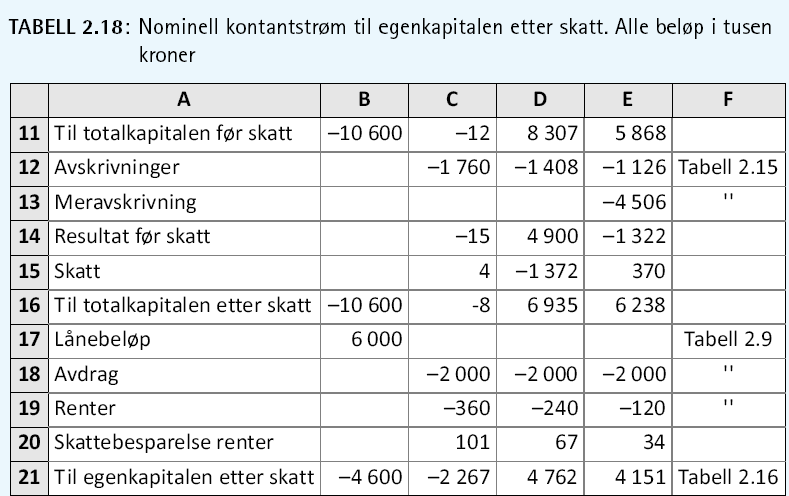 TABELL 2.18: Nominell kontantstrøm til egenkapitalen etter skatt. Alle beløp i tusen
kroner
A B C D E F
11 Til totalkapitalen før skatt –10 600 –12 8 307 5 868
12 Avskrivninger –1 760 –1 408 –1 126 Tabell 2.15
13 Meravskrivning –4 506 "
14 Resultat før skatt –15 4 900 –1 322
15 Skatt 4 –1 372 370
16 Til totalkapitalen etter skatt –10 600 -8 6 935 6 238
17 Lånebeløp 6 000 Tabell 2.9
18 Avdrag –2 000 –2 000 –2 000 "
19 Renter –360 –240 –120 "
20 Skattebesparelse renter 101 67 34
21 Til egenkapitalen etter skatt –4 600 –2 267 4 762 4 151 Tabell 2.16